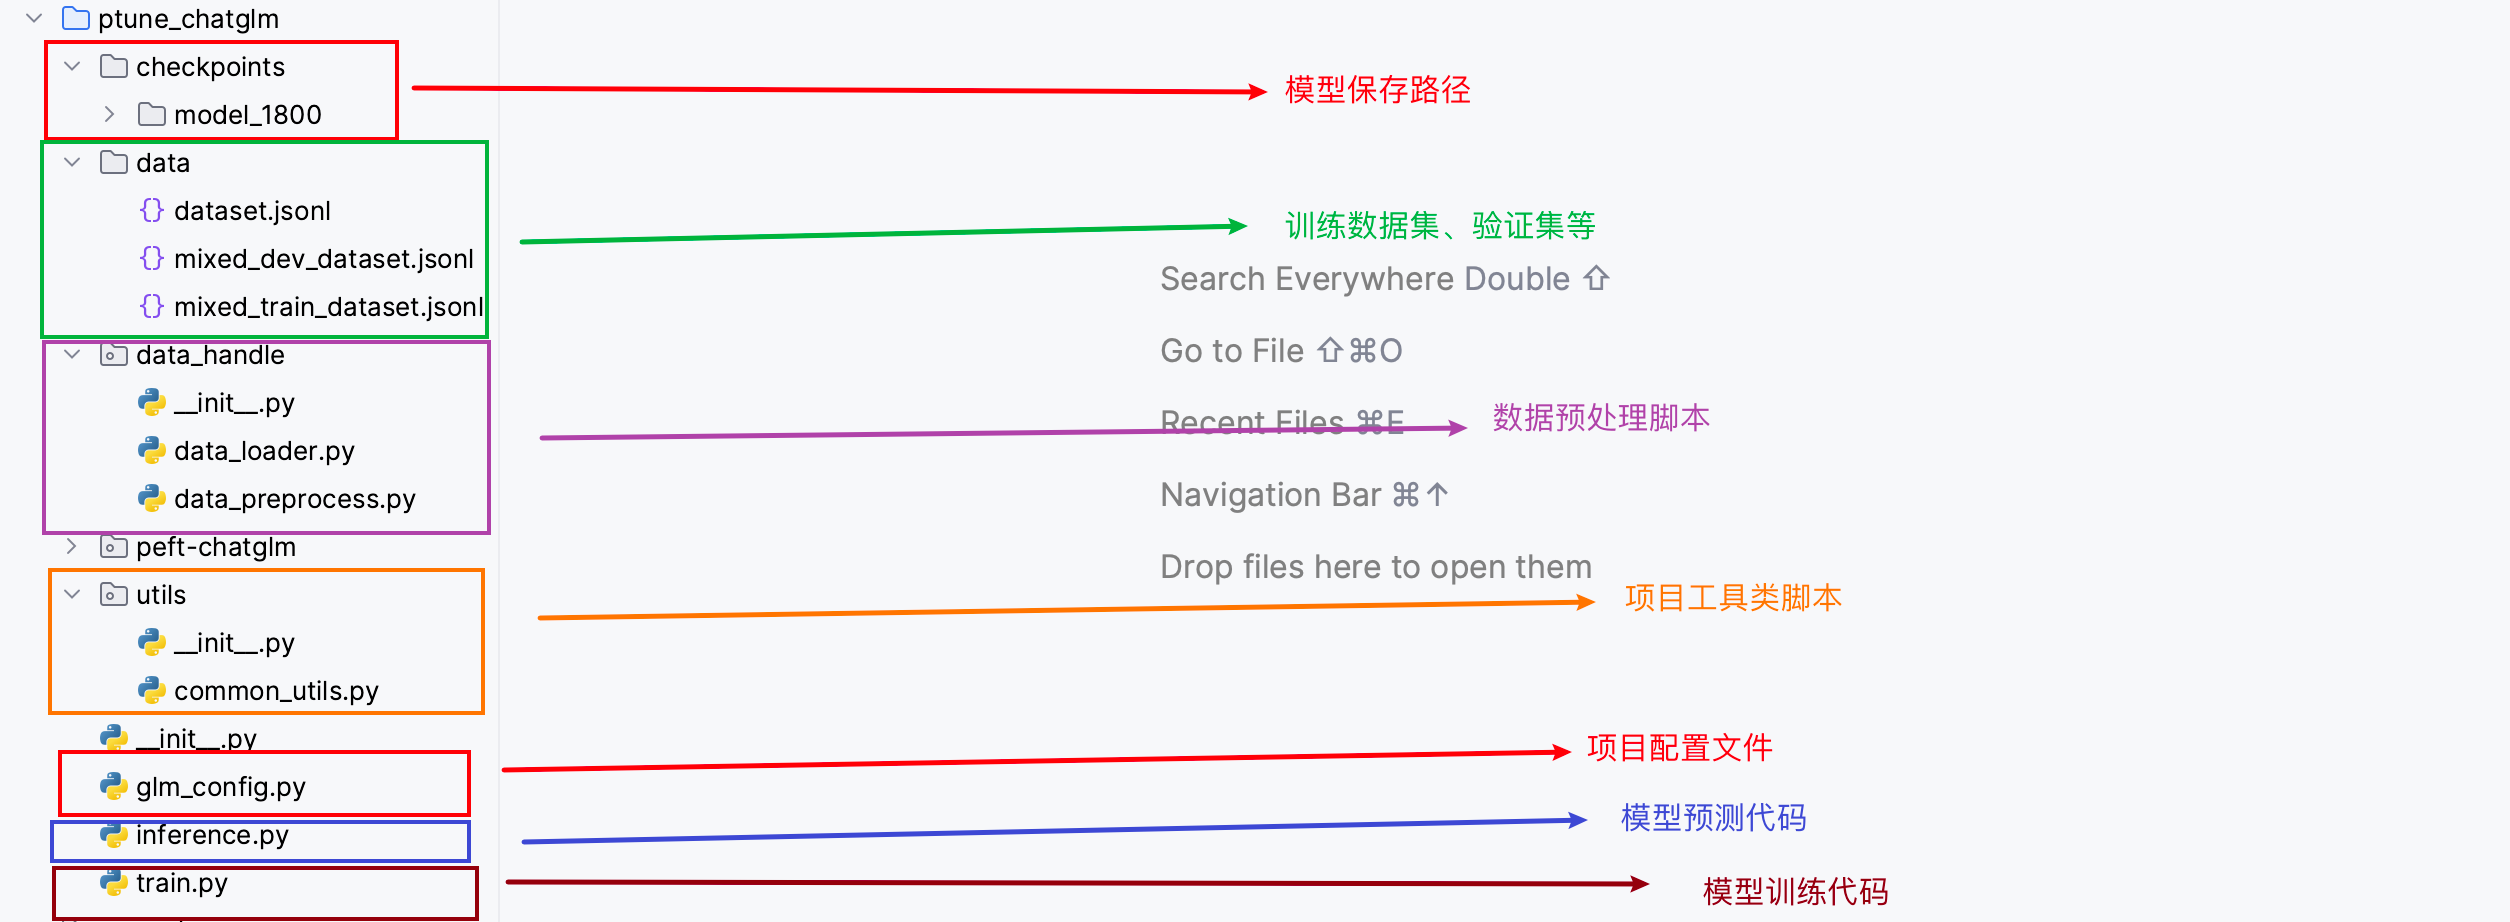 ptune_chatglm
checkpoints
模型保存路径
model_1800
data
dataset.jsonl
训练数据集、验证集等
mixed_dev_dataset.jsonl
Search Everywhere Double ⇧
mixed_train_dataset.jsonl
data_handle
Go to File ⇧⌘O
__init__.py
Recent Files ⌘E
数据预处理脚本
data_loader.py
data_preprocess.py
Navigation Bar ⌘↑
peft-chatglm
Drop files here to open them
utils
项目工具类脚本
__init__.py
common_utils.py
__init__.py
项目配置文件
glm_config.py
inference.py
模型预测代码
train.py
模型训练代码